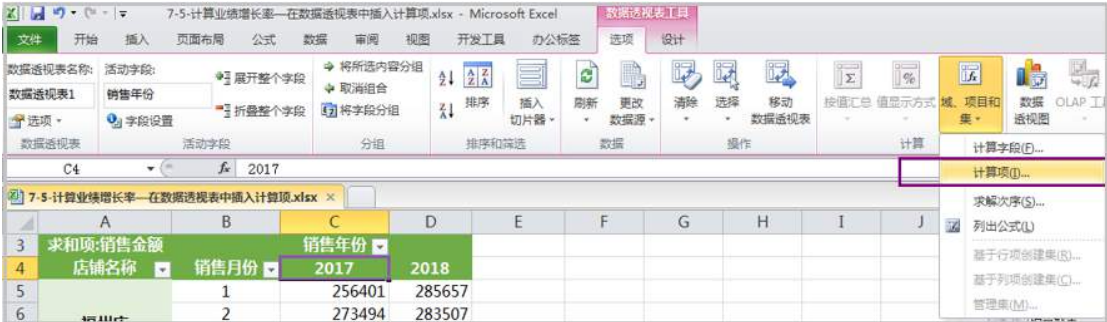 7-5-计算业绩增长率—在数据透视表中插入计算项.xlsx - Microsoft Excel
数据透视表工具
文件 开始 插入 页面布局 公式 数据 审阅 视图 开发工具 办公标签 选项 设计
数据透视表名称:
数据透视表1
选项
数据透视表
活动字段:
销售年份
字段设置
展开整个字段
折叠整个字段
活动字段
将所选内容分组
取消组合
将字段分组
分组
排序
插入
切片器
排序和筛选
刷新
更改
数据源
数据
清除
选择
移动
数据透视表
操作
按值汇总
值显示方式
域、项目和
集
计算
数据
透视图
OLAP
计算字段(F)...
计算项(I)...
求解次序(S)...
列出公式(L)
基于行项创建集(R)...
基于列项创建集(C)...
管理集(M)...
C4 fx 2017
7-5-计算业绩增长率—在数据透视表中插入计算项.xlsx
A B C D E F G H I J
3 求和项:销售金额 销售年份
4 店铺名称 销售月份 2017 2018
5 1 256401 285657
6 2 273494 283507